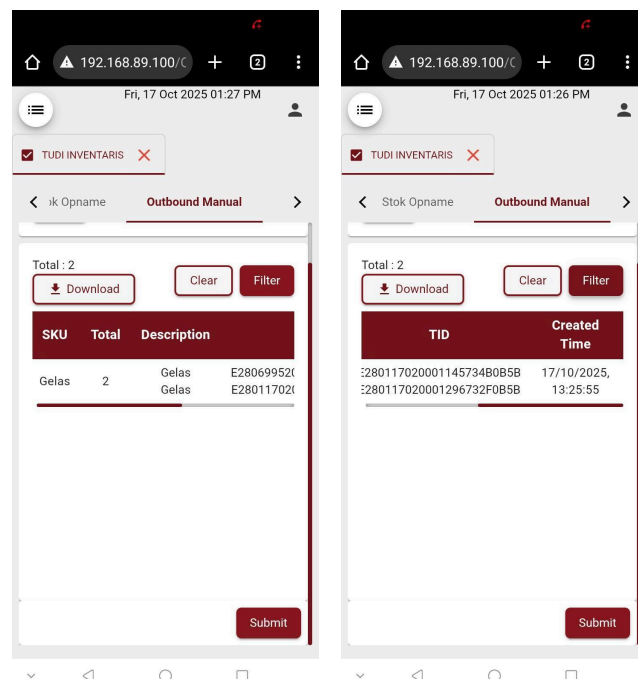 192.168.89.100/C
2
Fri, 17 Oct 2025 01:27 PM
TUDI INVENTARIS
ok Opname
Outbound Manual
Total : 2
Download
Clear
Filter
SKU Total Description
Gelas 2 Gelas E28069952(
Gelas E28011702(
Submit
192.168.89.100/C
2
Fri, 17 Oct 2025 01:26 PM
TUDI INVENTARIS
Stok Opname
Outbound Manual
Total : 2
Download
Clear
Filter
TID Created Time
E280117020001145734B0B5B 17/10/2025,
E280117020001296732F0B5B 13:25:55
Submit